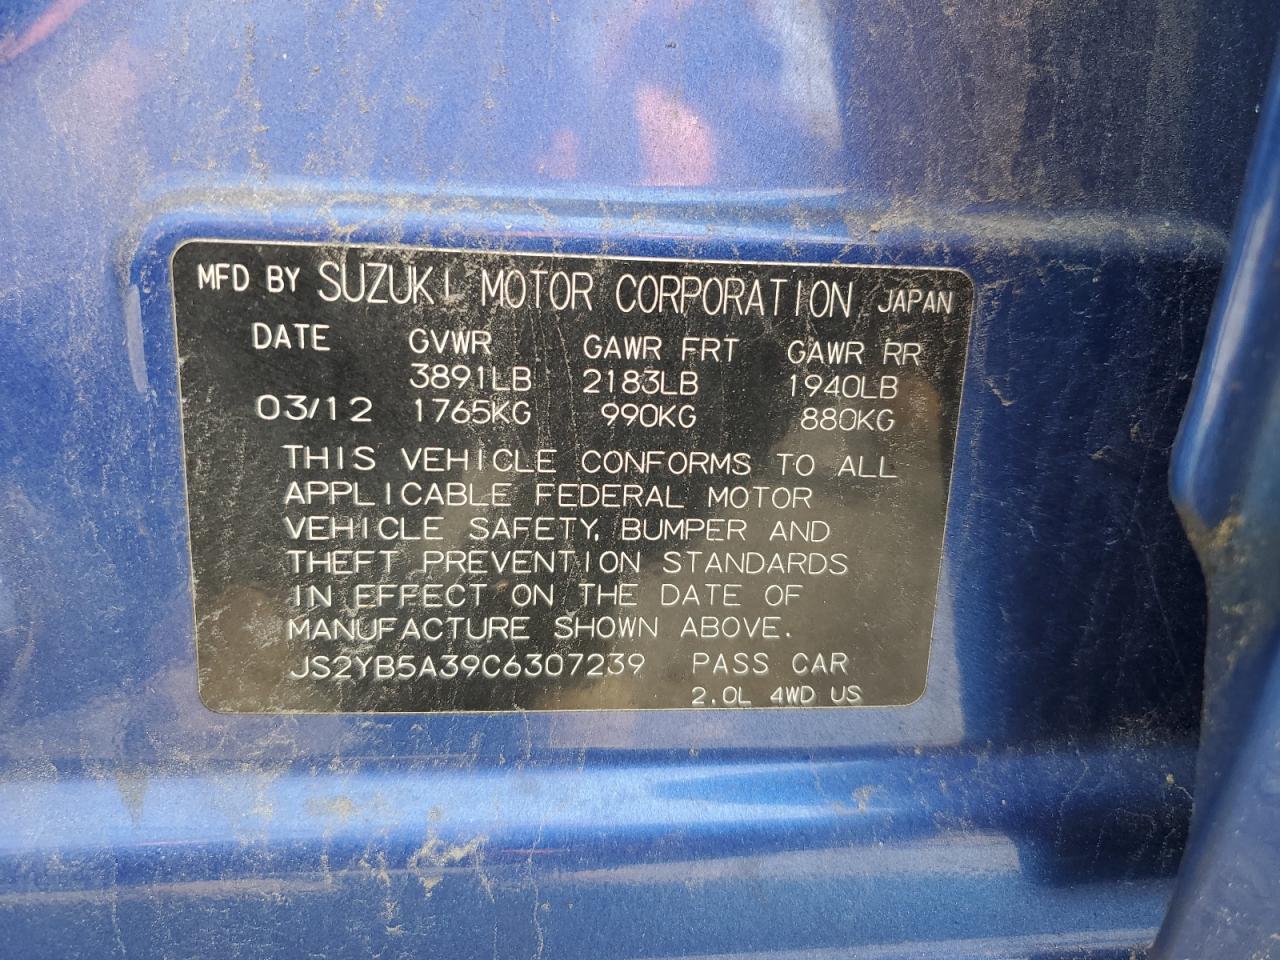 MFD BY SUZUKI MOTOR CORPORATION JAPAN
DATE GVWR GAWR FRT GAWR RR
3891LB 2183LB 1940LB
03/12 1765KG 990KG 880KG
THIS VEHICLE CONFORMS TO ALL
APPLICABLE FEDERAL MOTOR
VEHICLE SAFETY, BUMPER AND
THEFT PREVENTION STANDARDS
IN EFFECT ON THE DATE OF
MANUFACTURE SHOWN ABOVE.
JS2YB5A39C6307239 PASS CAR
2.0L 4WD US